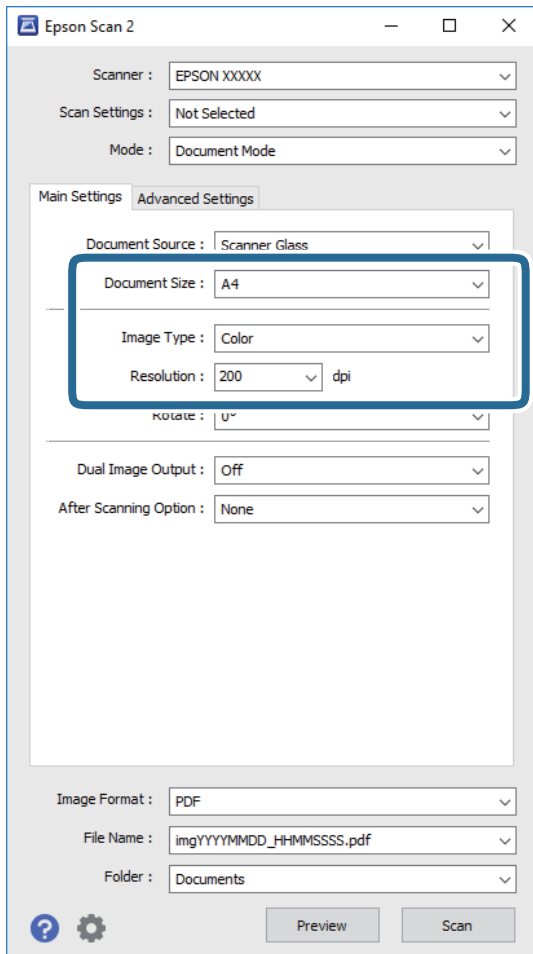 Epson Scan 2
Scanner : EPSON XXXXX
Scan Settings : Not Selected
Mode : Document Mode
Main Settings Advanced Settings
Document Source : Scanner Glass
Document Size : A4
Image Type : Color
Resolution : 200 dpi
Rotate : 0°
Dual Image Output : Off
After Scanning Option : None
Image Format : PDF
File Name : imgYYYYMMDD_HHMMSSSS.pdf
Folder : Documents
? Preview Scan